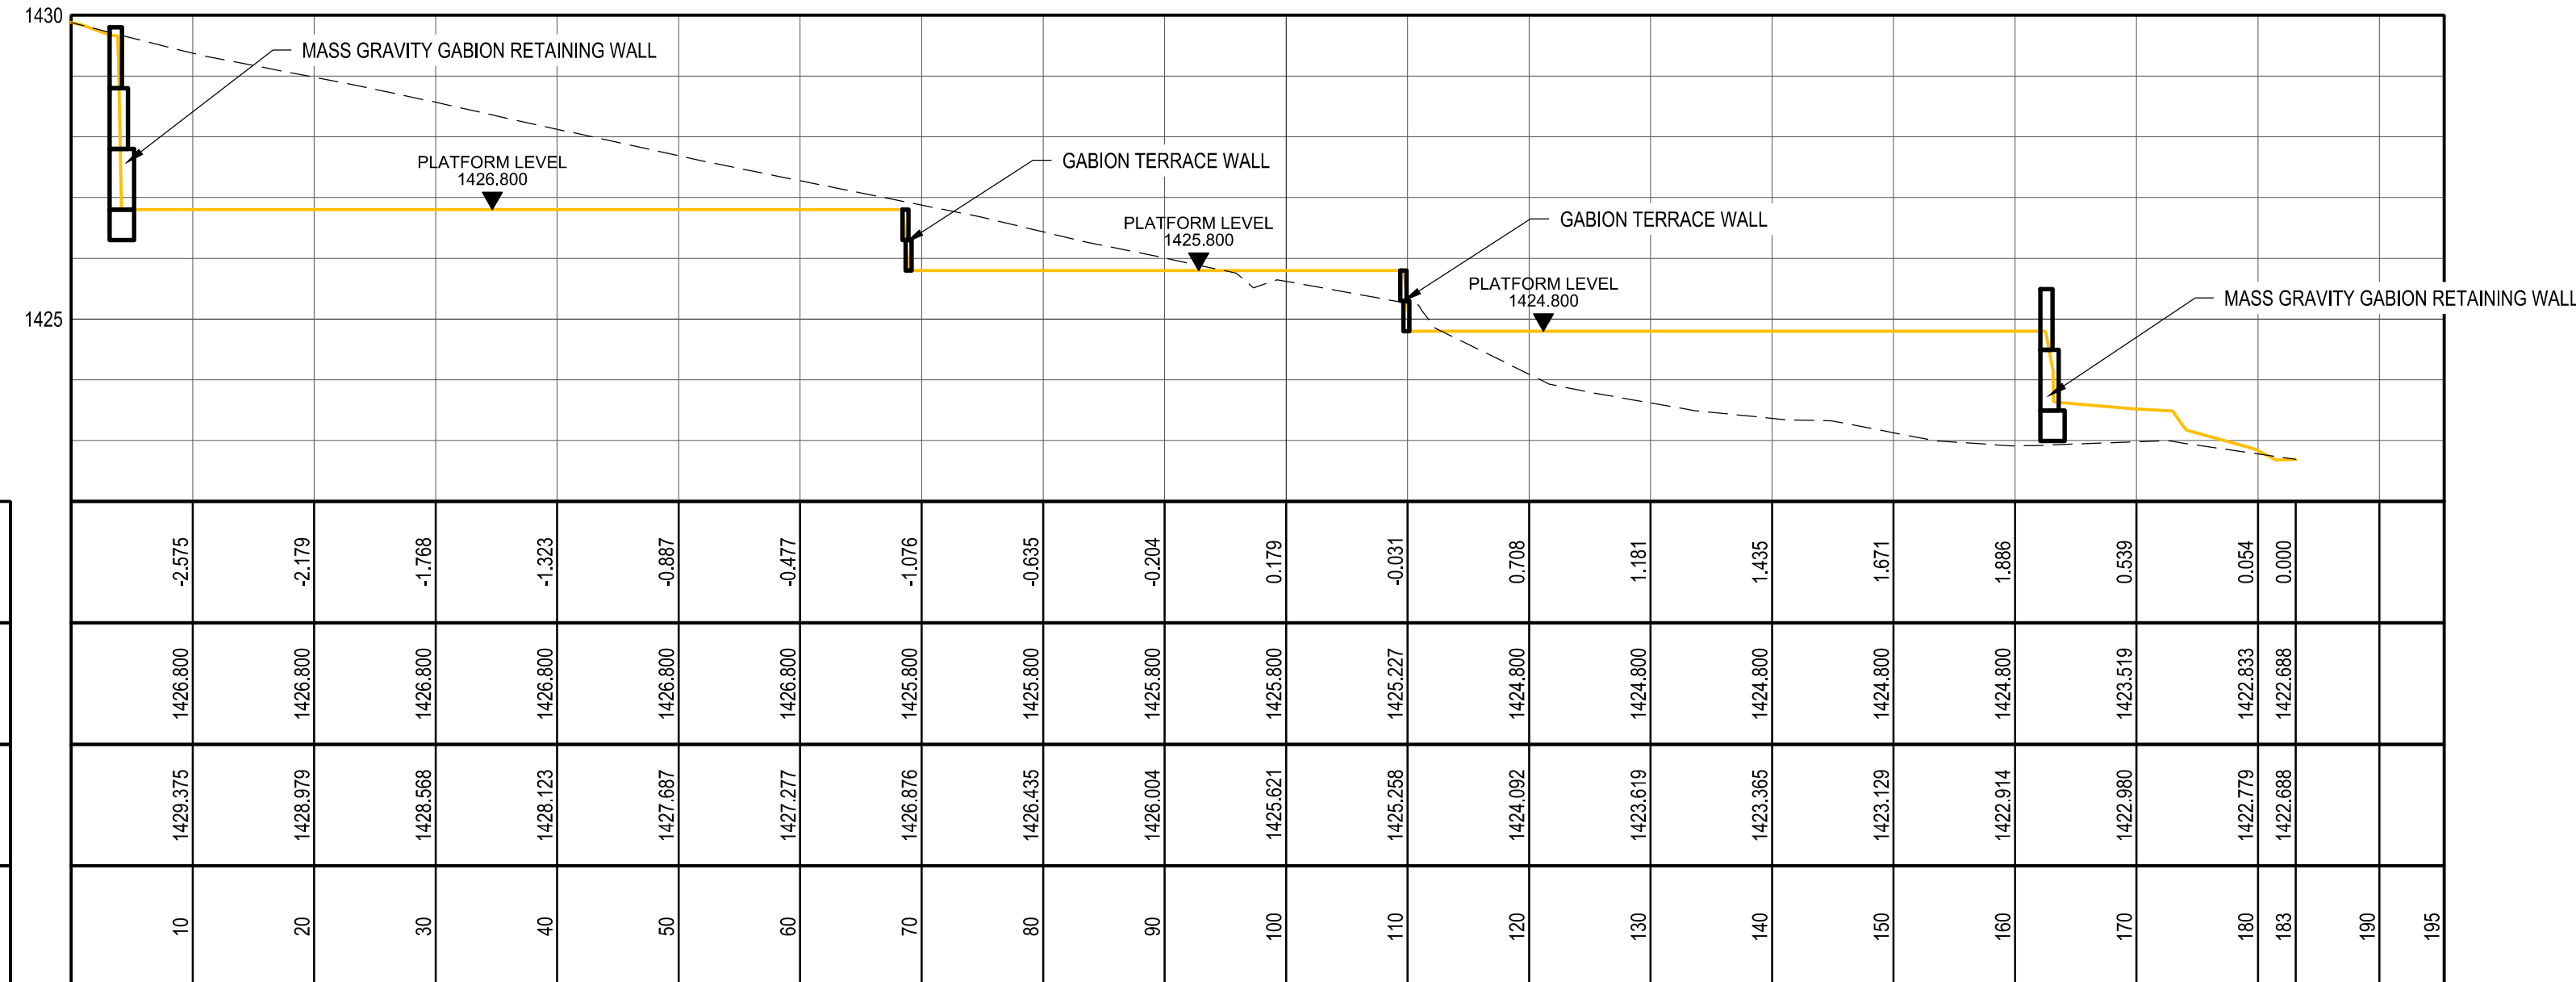 1430
MASS GRAVITY GABION RETAINING WALL
PLATFORM LEVEL
1426.800
GABION TERRACE WALL
PLATFORM LEVEL
1425.800
GABION TERRACE WALL
PLATFORM LEVEL
1424.800
MASS GRAVITY GABION RETAINING WALL
1425
-2.575 -2.179 -1.768 -1.323 -0.887 -0.477 -1.076 -0.635 -0.204 0.179 -0.031 0.708 1.181 1.435 1.671 1.886 0.539 0.054 0.000
1426.800 1426.800 1426.800 1426.800 1426.800 1426.800 1425.800 1425.800 1425.800 1425.800 1425.227 1424.800 1424.800 1424.800 1424.800 1424.800 1423.519 1422.833 1422.688
1429.375 1428.979 1428.568 1428.123 1427.687 1427.277 1426.876 1426.435 1426.004 1425.621 1425.258 1424.092 1423.619 1423.365 1423.129 1422.914 1422.980 1422.779 1422.688
10 20 30 40 50 60 70 80 90 100 110 120 130 140 150 160 170 180 183 190 195